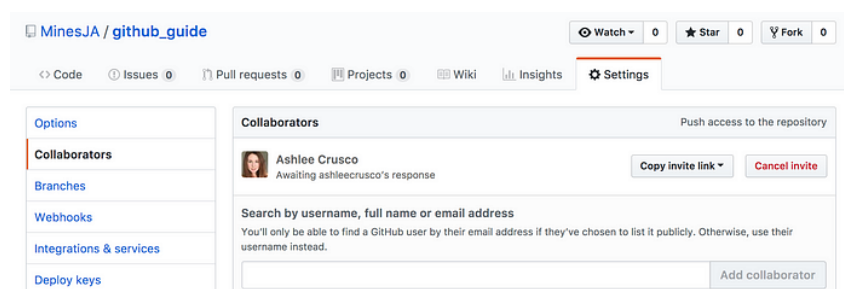 MinesJA / github_guide
Watch 0 Star 0 Fork 0
Code Issues 0 Pull requests 0 Projects 0 Wiki Insights Settings
Options
Collaborators
Branches
Webhooks
Integrations & services
Deploy keys
Collaborators Push access to the repository
Ashlee Crusco
Awaiting ashleecrusco's response
Copy invite link Cancel invite
Search by username, full name or email address
You'll only be able to find a GitHub user by their email address if they've chosen to list it publicly. Otherwise, use their
username instead.
Add collaborator